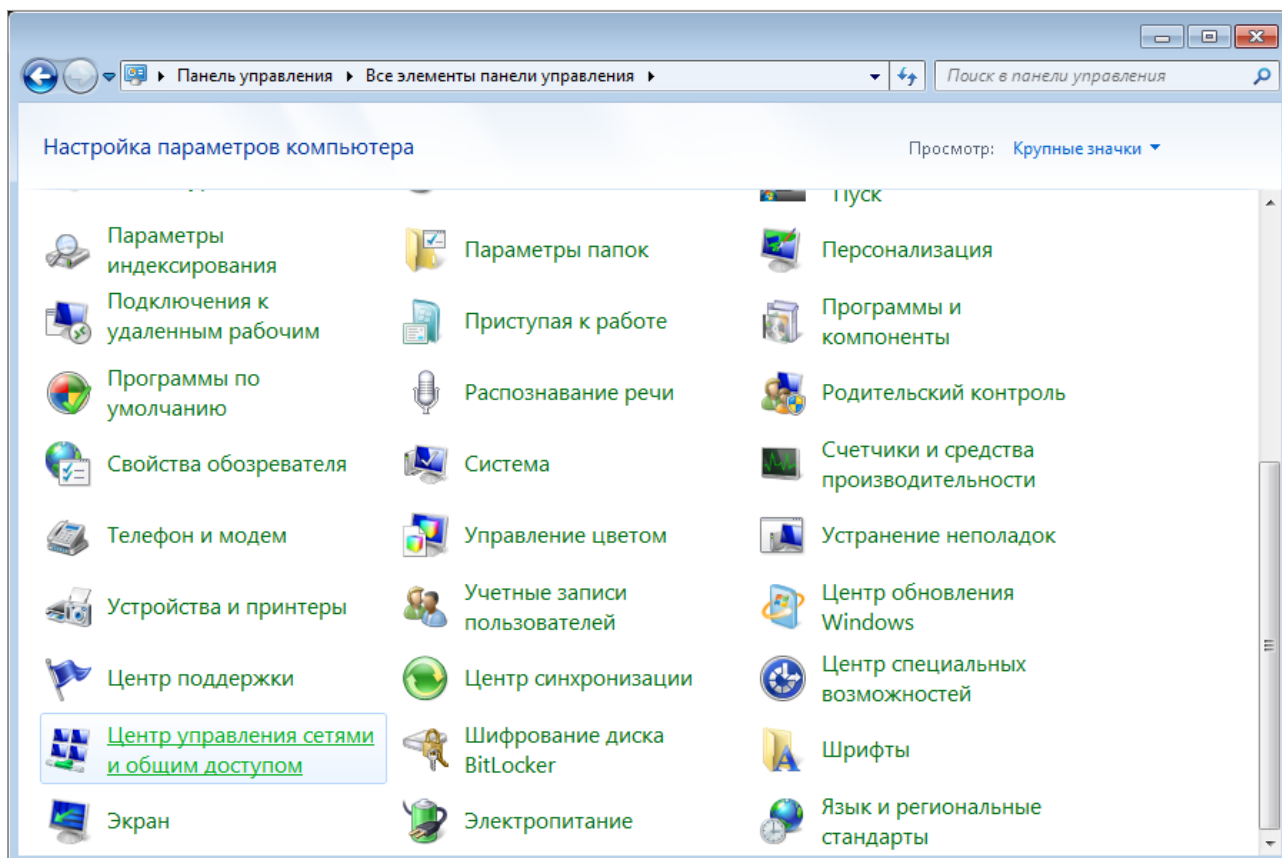 Панель управления Все элементы панели управления
Поиск в панели управления
Настройка параметров компьютера
Просмотр: Крупные значки
Пуск
Параметры
индексирования
Параметры папок
Персонализация
Подключения к
удаленным рабочим
Приступая к работе
Программы и
компоненты
Программы по
умолчанию
Распознавание речи
Родительский контроль
Свойства обозревателя
Система
Счетчики и средства
производительности
Телефон и модем
Управление цветом
Устранение неполадок
Устройства и принтеры
Учетные записи
пользователей
Центр обновления
Windows
Центр поддержки
Центр синхронизации
Центр специальных
возможностей
Центр управления сетями
и общим доступом
Шифрование диска
BitLocker
Шрифты
Экран
Электропитание
Язык и региональные
стандарты